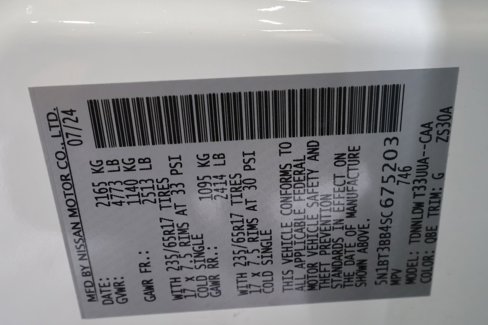 MFD BY NISSAN MOTOR CO., LTD.
DATE: 07/24
GVWR: 2165 KG
4773 LB
GAWR FR.: 1140 KG
2513 LB
WITH 235/65R17 TIRES
17 X 7.5 RIMS AT 33 PSI
COLD SINGLE
GAWR RR.: 1095 KG
2414 LB
WITH 235/65R17 TIRES
17 X 7.5 RIMS AT 30 PSI
COLD SINGLE
THIS VEHICLE CONFORMS TO
ALL APPLICABLE FEDERAL
MOTOR VEHICLE SAFETY AND
THEFT PREVENTION
STANDARDS IN EFFECT ON
THE DATE OF MANUFACTURE
SHOWN ABOVE.
5N1BT3BB4SC675203
MPV 746
MODEL: TDNNLDW T33UUA--CAA
COLOR: QBE TRIM: G ZS30A